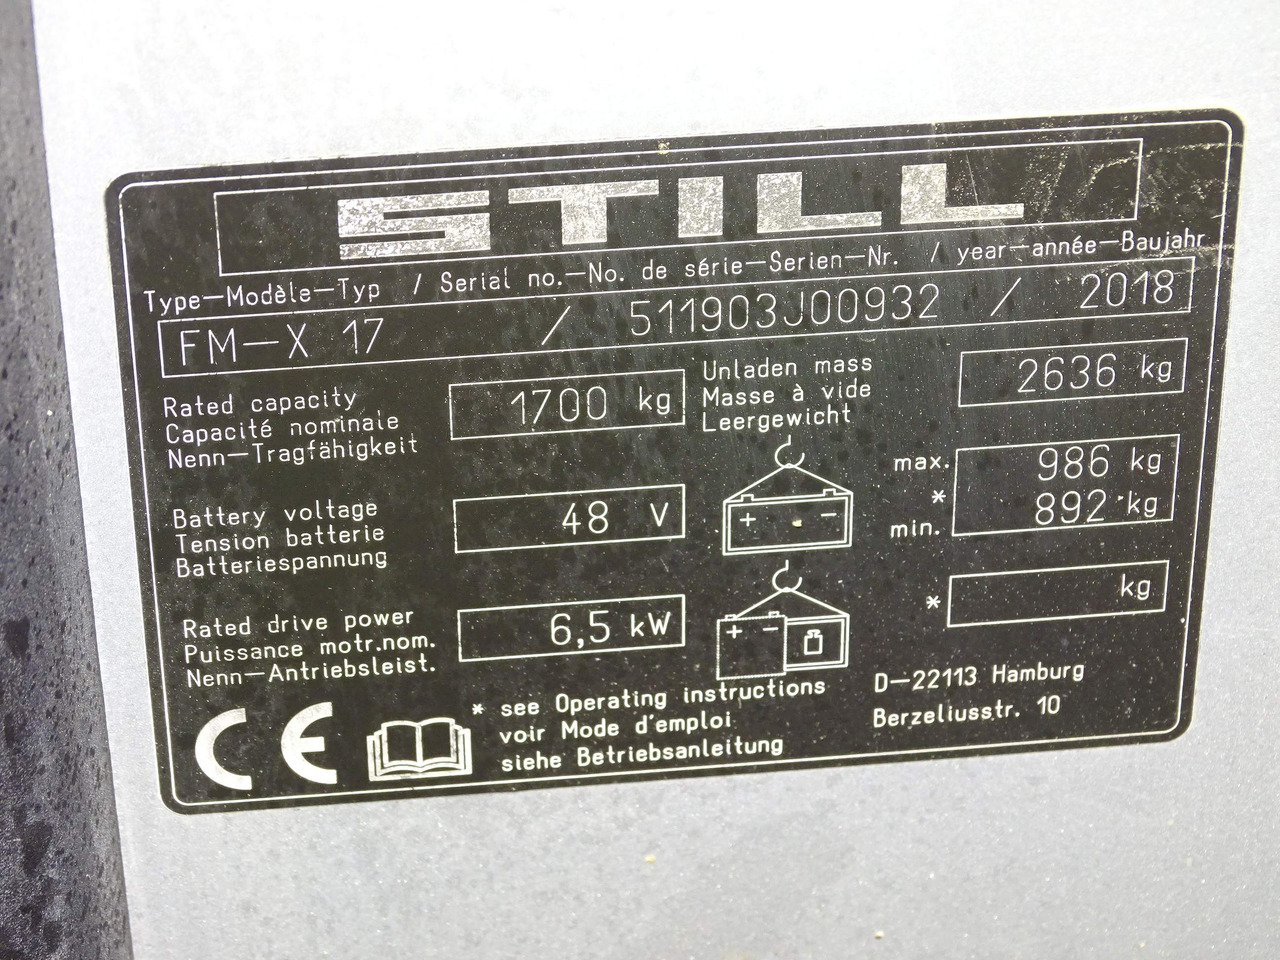 STILL
Type—Modèle—Typ / Serial no.—No. de série—Serien—Nr. / year—année—Baujahr
FM—X 17 / 511903J00932 / 2018
Rated capacity
Capacité nominale
Nenn—Tragfähigkeit
1700 kg
Unladen mass
Masse à vide
Leergewicht
2636 kg
Battery voltage
Tension batterie
Batteriespannung
48 V
+ −
max. 986 kg
*
min. 892 kg
Rated drive power
Puissance motr.nom.
Nenn—Antriebsleist.
6,5 kW
+ −
* kg
CE
* see Operating instructions
voir Mode d'emploi
siehe Betriebsanleitung
D—22113 Hamburg
Berzeliusstr. 10